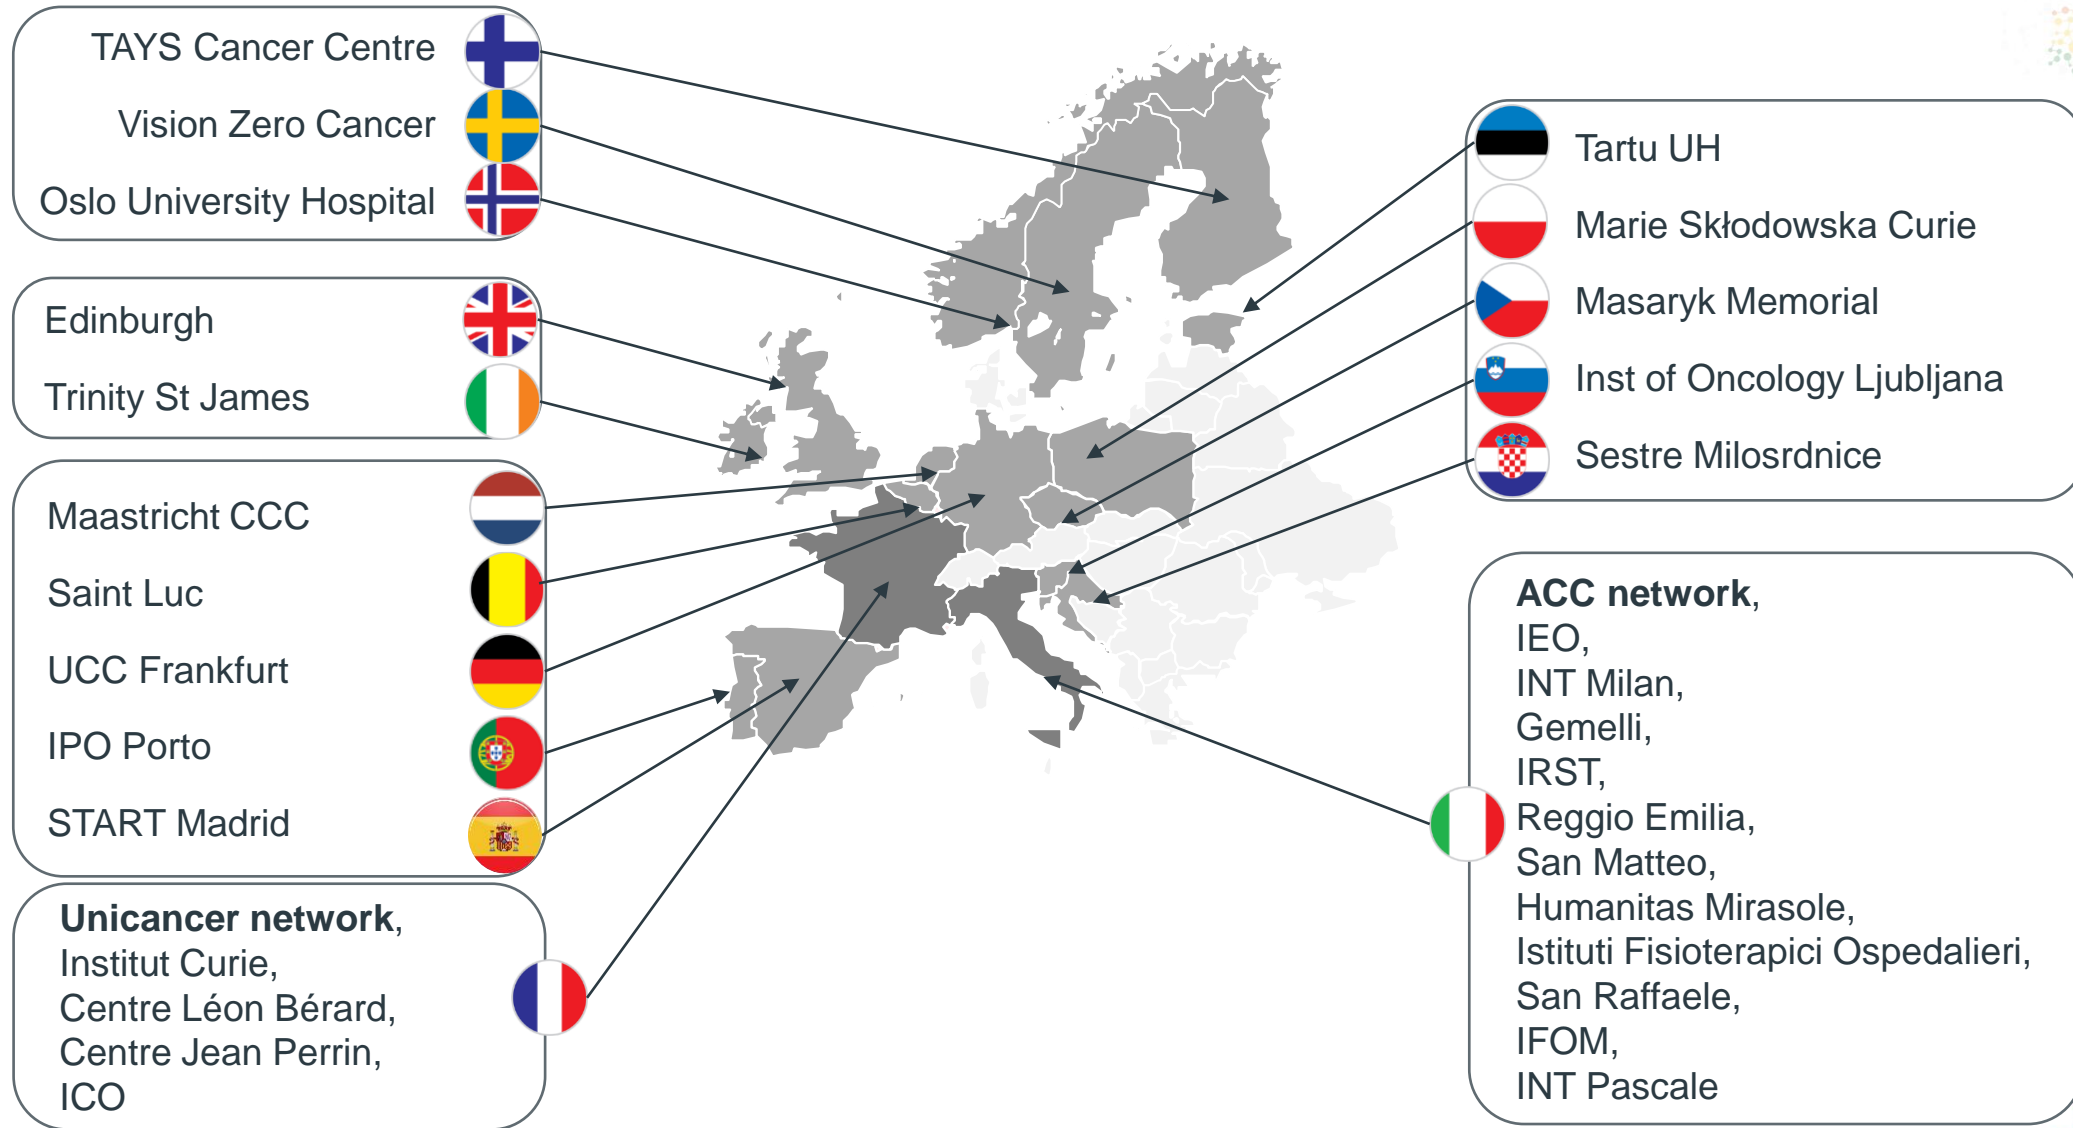 TAYS Cancer Centre
Vision Zero Cancer
Oslo University Hospital
Edinburgh
Trinity St James
Maastricht CCC
Saint Luc
UCC Frankfurt
IPO Porto
START Madrid
Unicancer network,
Institut Curie,
Centre Léon Bérard,
Centre Jean Perrin,
ICO
Tartu UH
Marie Skłodowska Curie
Masaryk Memorial
Inst of Oncology Ljubljana
Sestre Milosrdnice
ACC network,
IEO,
INT Milan,
Gemelli,
IRST,
Reggio Emilia,
San Matteo,
Humanitas Mirasole,
Istituti Fisioterapici Ospedalieri,
San Raffaele,
IFOM,
INT Pascale